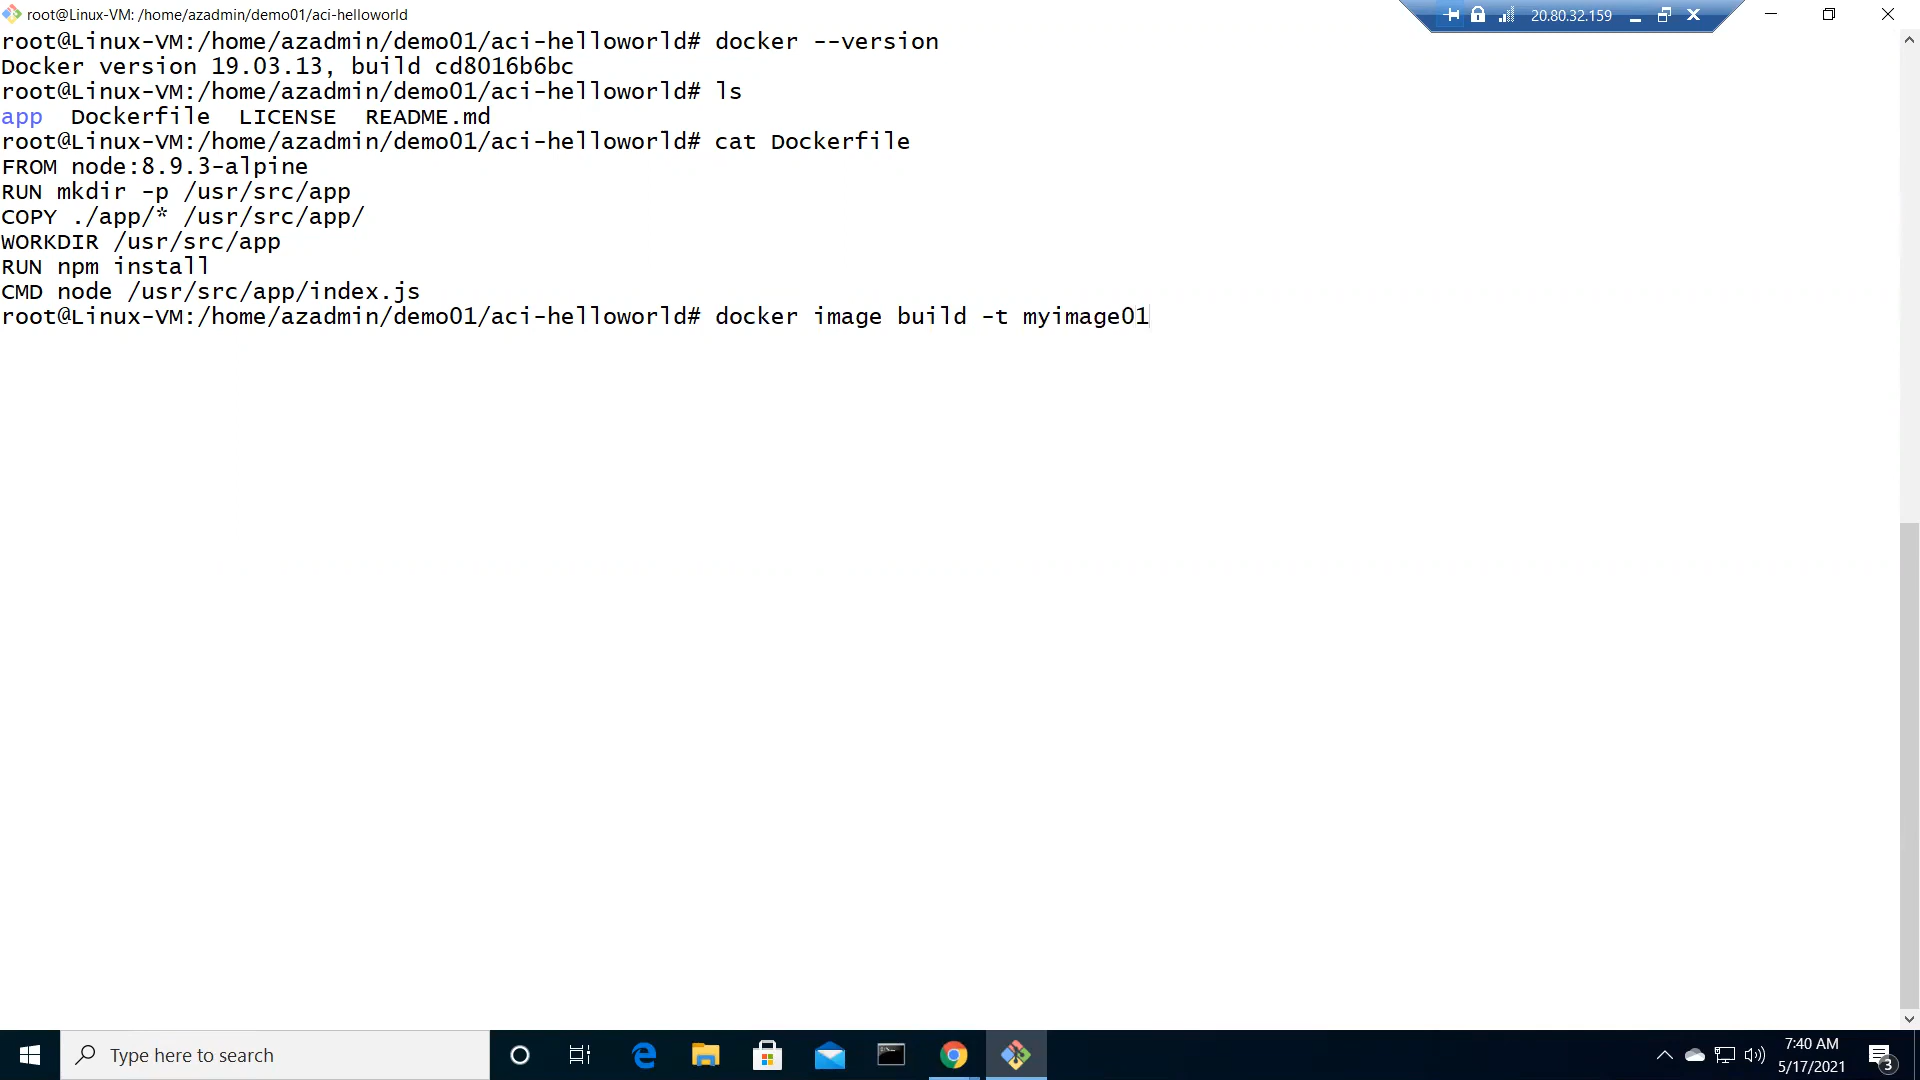 root@Linux-VM: /home/azadmin/demo01/aci-helloworld
20.80.32.159
root@Linux-VM:/home/azadmin/demo01/aci-helloworld# docker --version
Docker version 19.03.13, build cd8016b6bc
root@Linux-VM:/home/azadmin/demo01/aci-helloworld# ls
app  Dockerfile  LICENSE  README.md
root@Linux-VM:/home/azadmin/demo01/aci-helloworld# cat Dockerfile
FROM node:8.9.3-alpine
RUN mkdir -p /usr/src/app
COPY ./app/* /usr/src/app/
WORKDIR /usr/src/app
RUN npm install
CMD node /usr/src/app/index.js
root@Linux-VM:/home/azadmin/demo01/aci-helloworld# docker image build -t myimage01
Type here to search
7:40 AM
5/17/2021
3